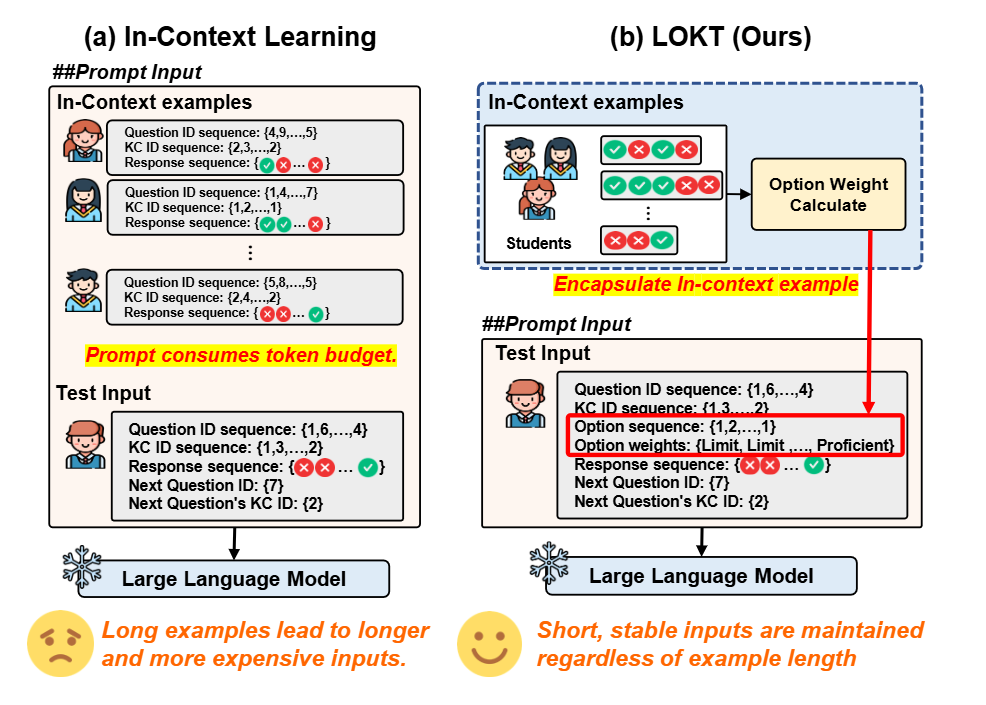 (a) In-Context Learning
##Prompt Input
In-Context examples
Question ID sequence: {4,9,...,5}
KC ID sequence: {2,3,...,2}
Response sequence: { ... }
Question ID sequence: {1,4,...,7}
KC ID sequence: {1,2,...,1}
Response sequence: { ... }
Question ID sequence: {5,8,...,5}
KC ID sequence: {2,4,...,2}
Response sequence: { ... }
Prompt consumes token budget.
Test Input
Question ID sequence: {1,6,...,4}
KC ID sequence: {1,3,...,2}
Response sequence: { ... }
Next Question ID: {7}
Next Question's KC ID: {2}
Large Language Model
Long examples lead to longer
and more expensive inputs.
(b) LOKT (Ours)
In-Context examples
Students
Option Weight
Calculate
Encapsulate In-context example
##Prompt Input
Test Input
Question ID sequence: {1,6,...,4}
KC ID sequence: {1,3,...,2}
Option sequence: {1,2,...,1}
Option weights: {Limit, Limit ,..., Proficient}
Response sequence: { ... }
Next Question ID: {7}
Next Question's KC ID: {2}
Large Language Model
Short, stable inputs are maintained
regardless of example length